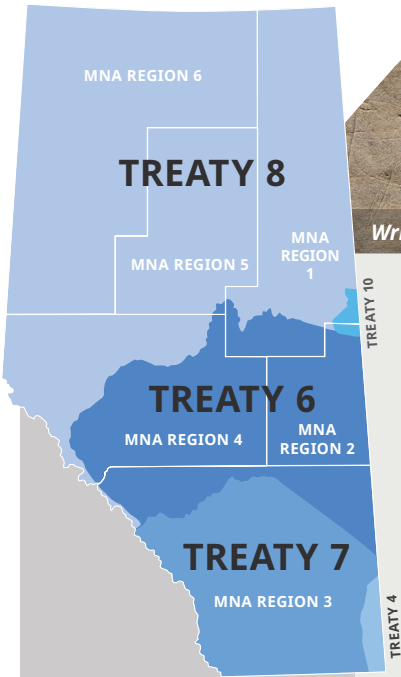 MNA REGION 6
TREATY 8
MNA
REGION
1
MNA REGION 5
TREATY 10
TREATY 6
MNA REGION 4
MNA
REGION 2
TREATY 7
MNA REGION 3
TREATY 4